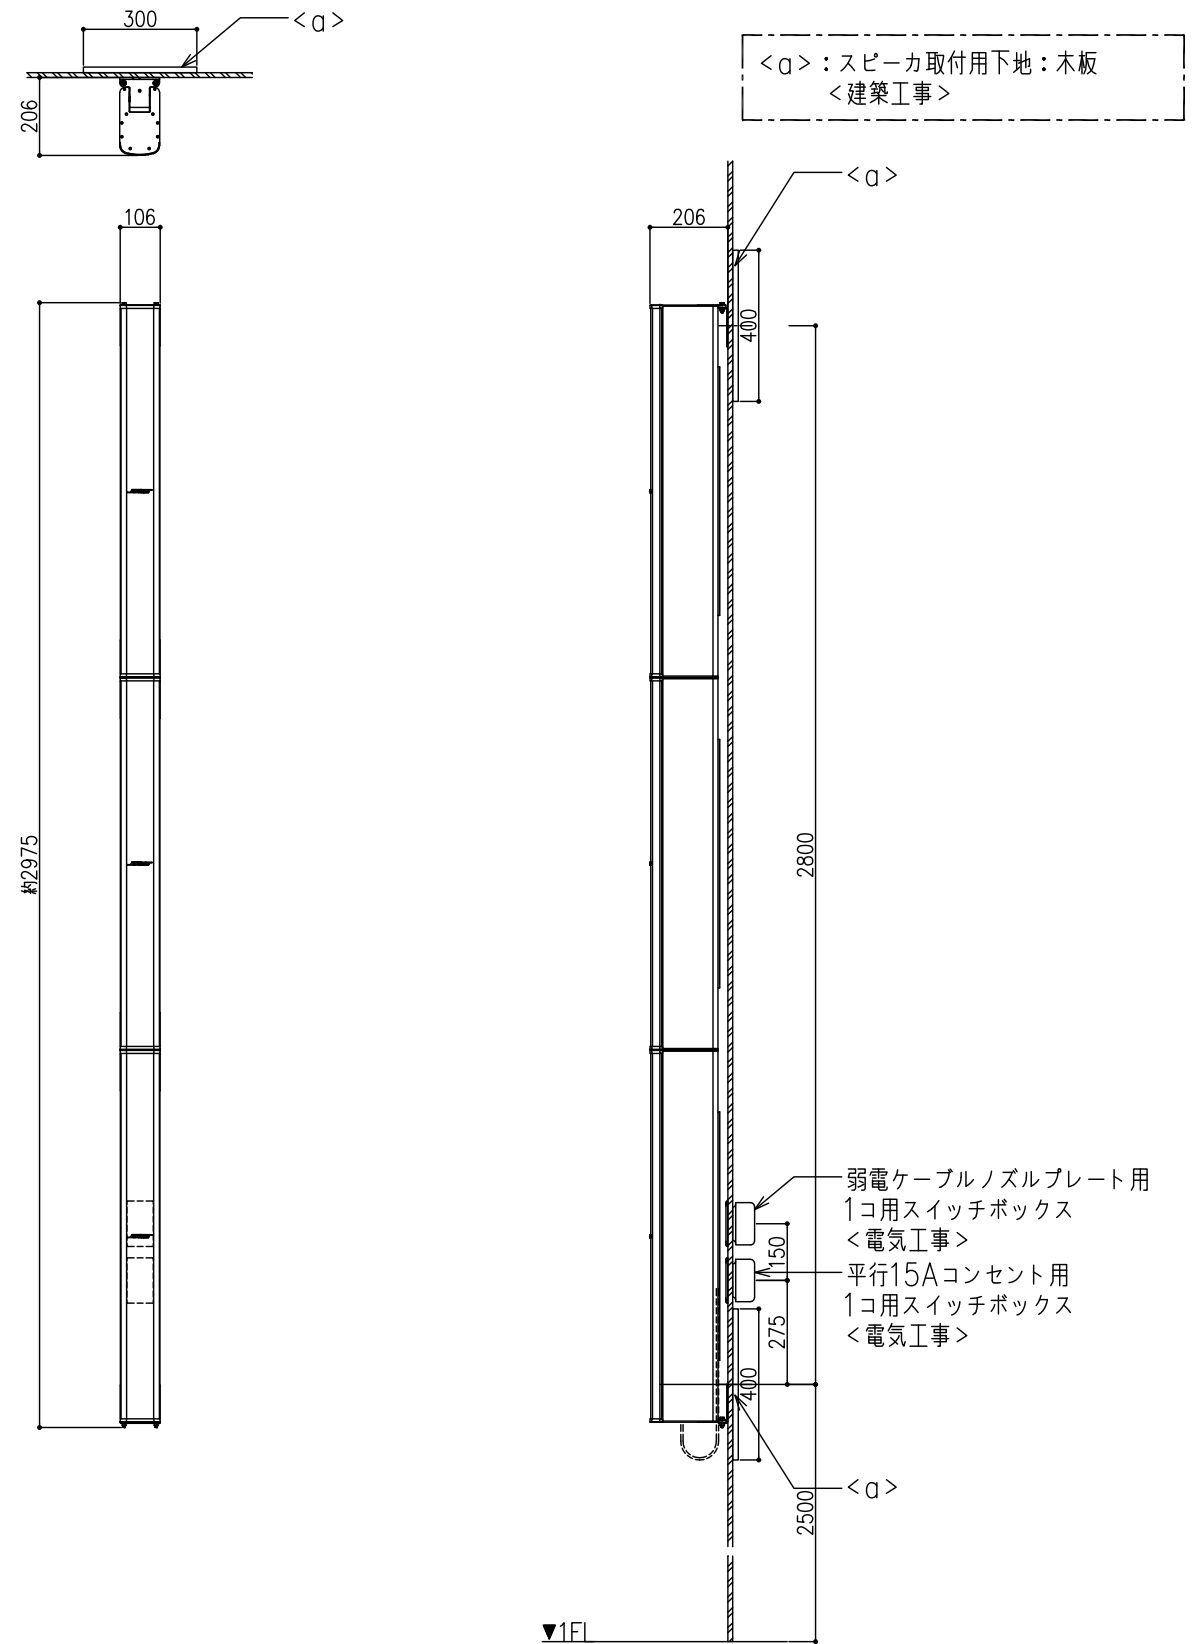 300
<a>
<a>：スピーカ取付用下地：木板
<建築工事>
206
<a>
106
206
400
約2975
2800
弱電ケーブルノズルプレート用
1コ用スイッチボックス
<電気工事>
150
平行15Aコンセント用
1コ用スイッチボックス
<電気工事>
275
400
<a>
2500
▼1FL